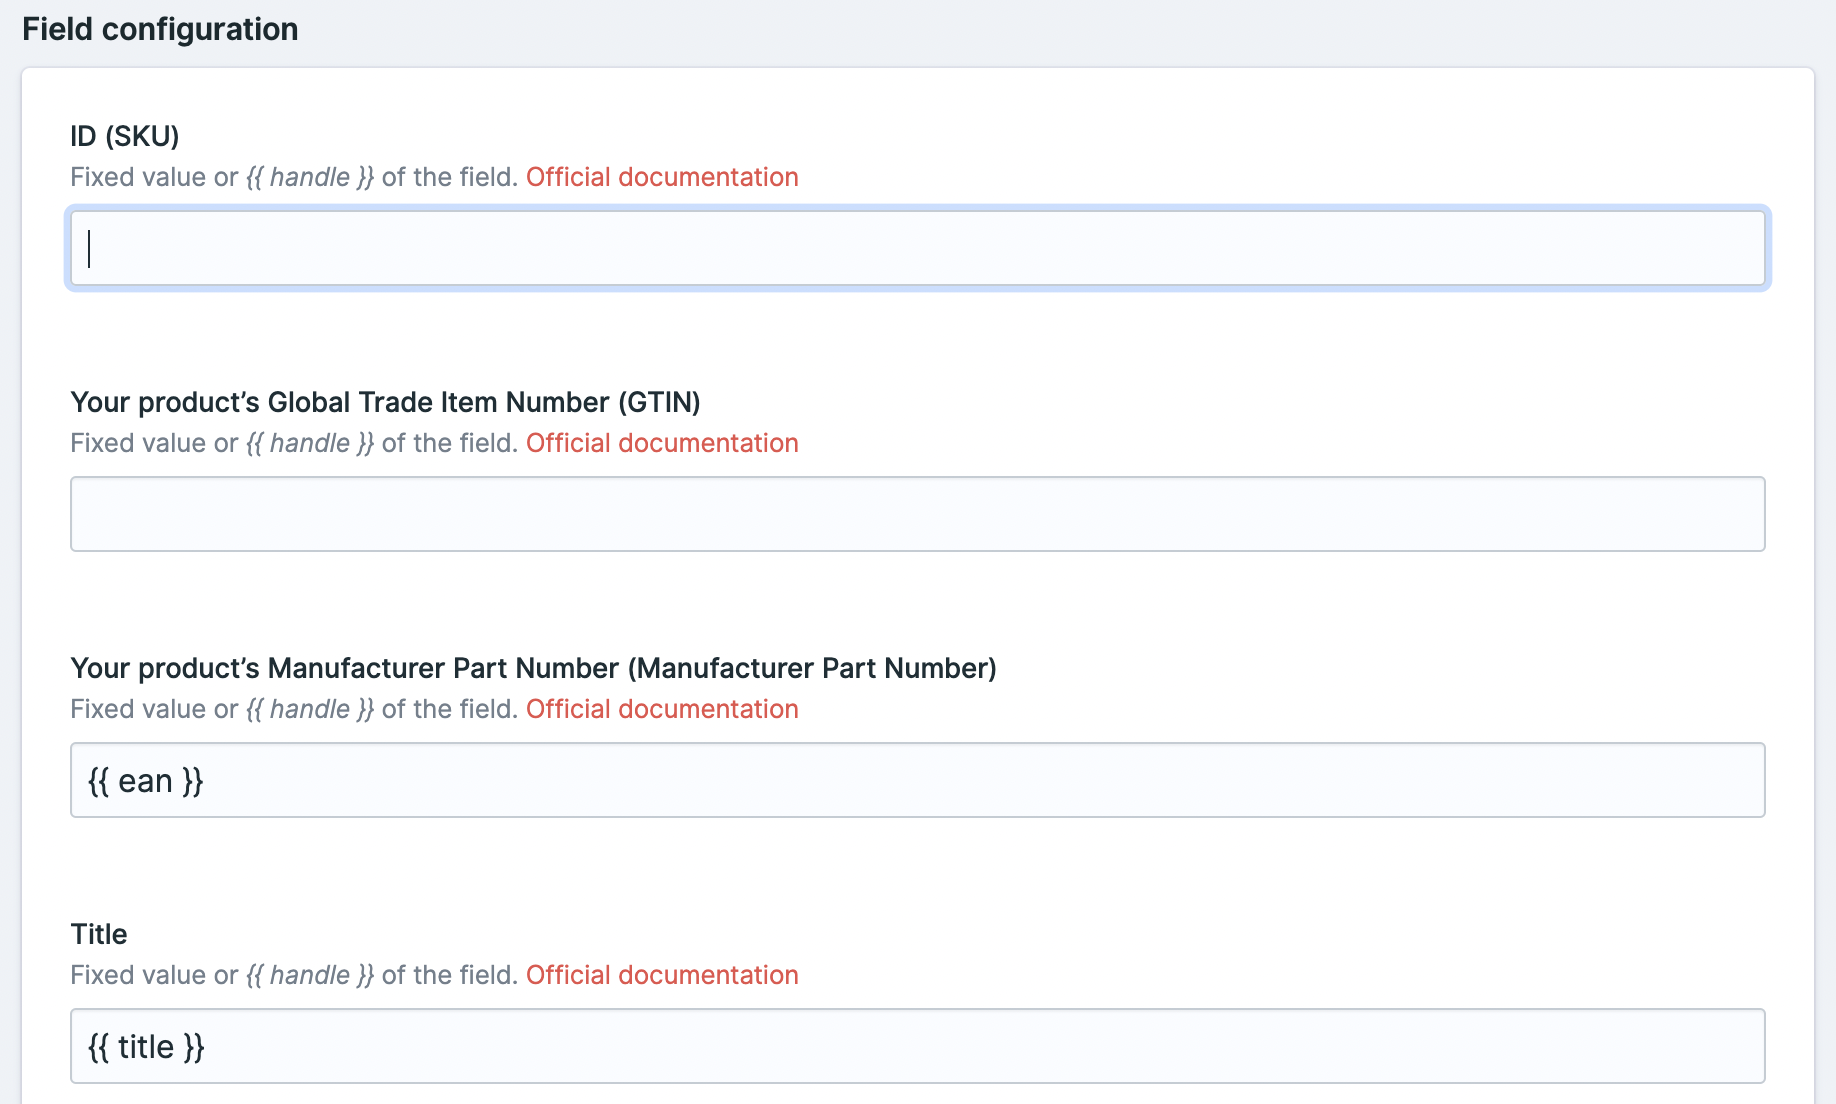 Field configuration
ID (SKU)
Fixed value or {{ handle }} of the field. Official documentation
Your product’s Global Trade Item Number (GTIN)
Fixed value or {{ handle }} of the field. Official documentation
Your product’s Manufacturer Part Number (Manufacturer Part Number)
Fixed value or {{ handle }} of the field. Official documentation
{{ ean }}
Title
Fixed value or {{ handle }} of the field. Official documentation
{{ title }}